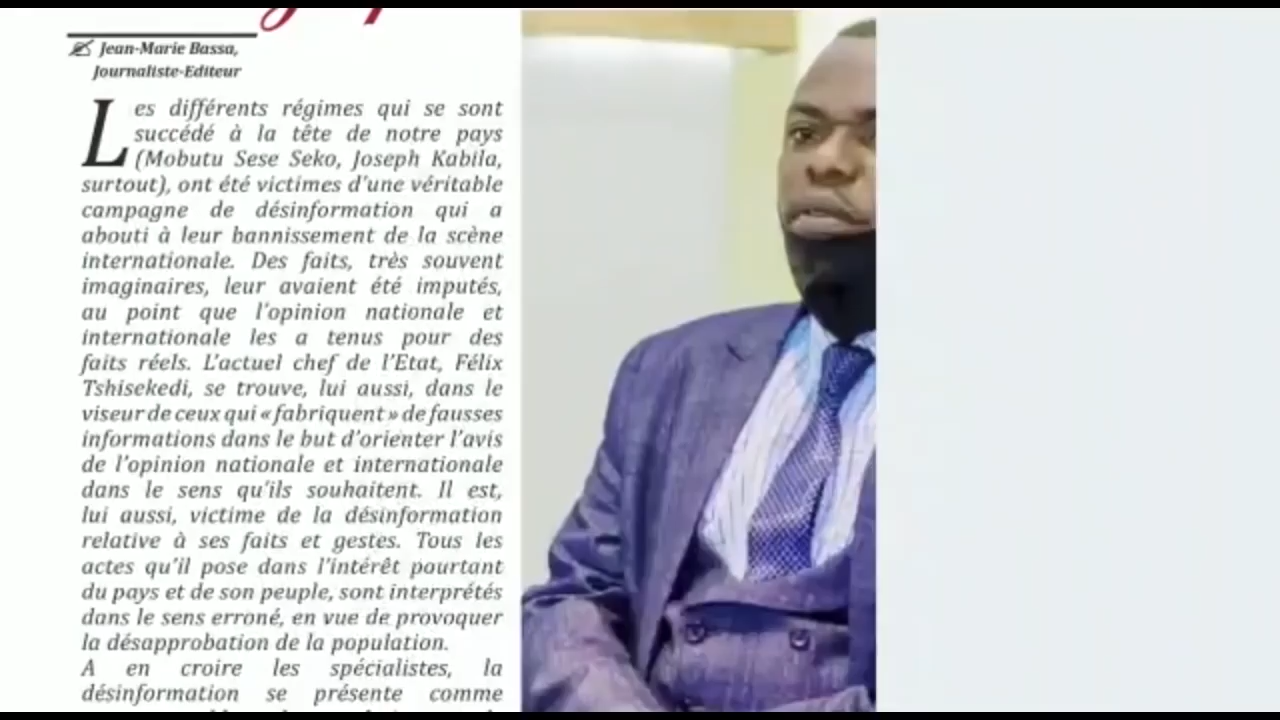 Jean-Marie Bassa,
Journaliste-Editeur
Les différents régimes qui se sont
succédé à la tête de notre pays
(Mobutu Sese Seko, Joseph Kabila,
surtout), ont été victimes d'une véritable
campagne de désinformation qui a
abouti à leur bannissement de la scène
internationale. Des faits, très souvent
imaginaires, leur avaient été imputés,
au point que l'opinion nationale et
internationale les a tenus pour des
faits réels. L'actuel chef de l'Etat, Félix
Tshisekedi, se trouve, lui aussi, dans le
viseur de ceux qui « fabriquent » de fausses
informations dans le but d'orienter l'avis
de l'opinion nationale et internationale
dans le sens qu'ils souhaitent. Il est,
lui aussi, victime de la désinformation
relative à ses faits et gestes. Tous les
actes qu'il pose dans l'intérêt pourtant
du pays et de son peuple, sont interprétés
dans le sens erroné, en vue de provoquer
la désapprobation de la population.
A en croire les spécialistes, la
désinformation se présente comme